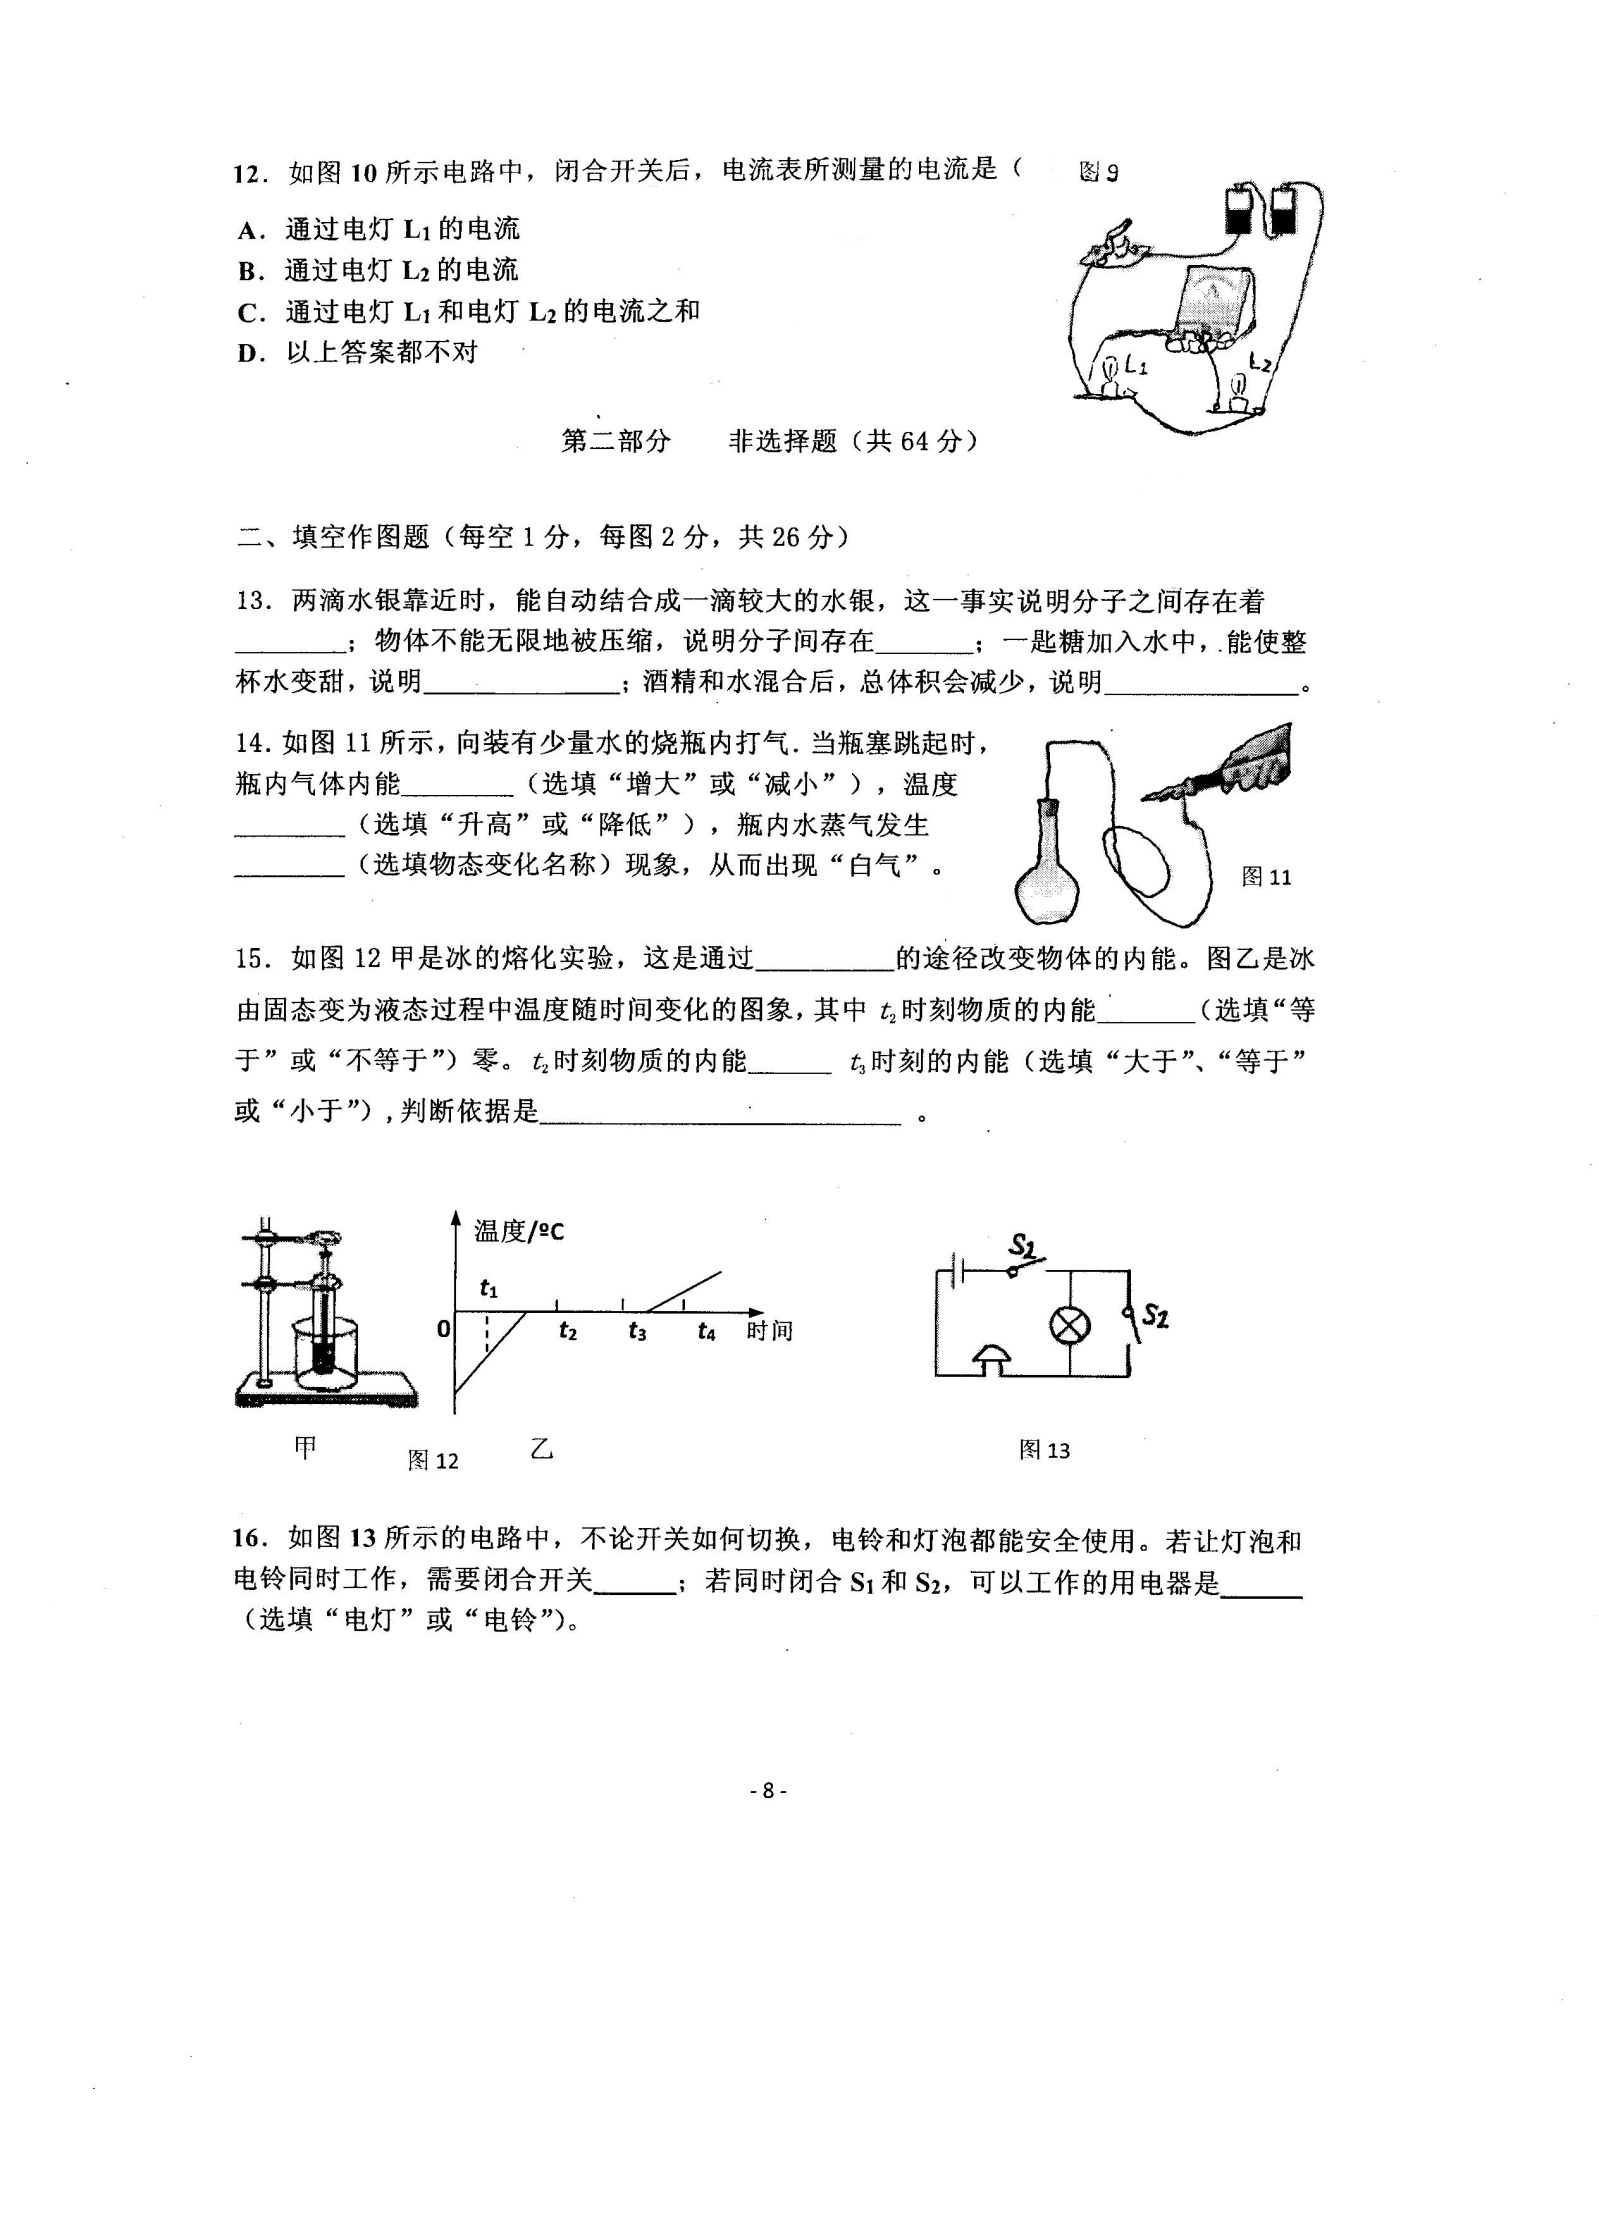 12. 如图 10 所示电路中，闭合开关后，电流表所测量的电流是（
图 9
A. 通过电灯 L1 的电流
B. 通过电灯 L2 的电流
C. 通过电灯 L1 和电灯 L2 的电流之和
D. 以上答案都不对
A
L1
L2
第二部分 非选择题（共 64 分）
二、填空作图题（每空 1 分，每图 2 分，共 26 分）
13. 两滴水银靠近时，能自动结合成一滴较大的水银，这一事实说明分子之间存在着
________；物体不能无限地被压缩，说明分子间存在_______；一匙糖加入水中，能使整
杯水变甜，说明______________；酒精和水混合后，总体积会减少，说明______________。
14. 如图 11 所示，向装有少量水的烧瓶内打气. 当瓶塞跳起时，
瓶内气体内能________（选填“增大”或“减小”），温度
________（选填“升高”或“降低”），瓶内水蒸气发生
________（选填物态变化名称）现象，从而出现“白气”。
图 11
15. 如图 12 甲是冰的熔化实验，这是通过__________的途径改变物体的内能。图乙是冰
由固态变为液态过程中温度随时间变化的图象，其中 t2时刻物质的内能_______（选填“等
于”或“不等于”）零。t2时刻物质的内能______ t3时刻的内能（选填“大于”、“等于”
或“小于”）,判断依据是__________________________。
温度/ºC
t1
0
t2
t3
t4
时间
甲
图 12
乙
S2
S2
图 13
16. 如图 13 所示的电路中，不论开关如何切换，电铃和灯泡都能安全使用。若让灯泡和
电铃同时工作，需要闭合开关______；若同时闭合 S1 和 S2，可以工作的用电器是______
（选填“电灯”或“电铃”）。
- 8 -